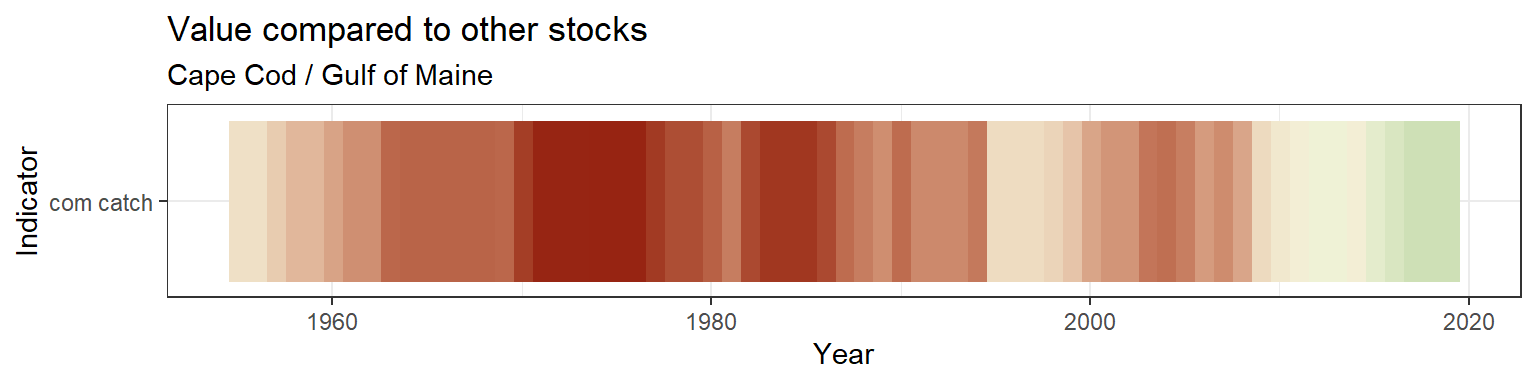 Value compared to other stocks
Cape Cod / Gulf of Maine
Indicator
com catch
1960 1980 2000 2020
Year